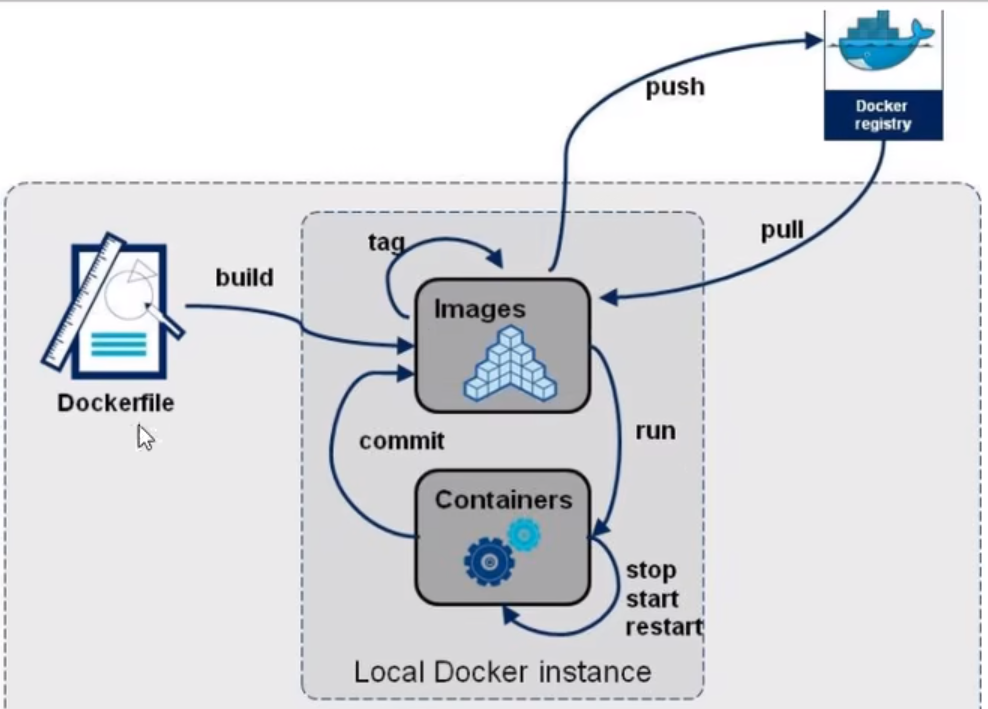 push
Docker
registry
pull
tag
build
Images
Dockerfile
commit
run
Containers
stop
start
restart
Local Docker instance